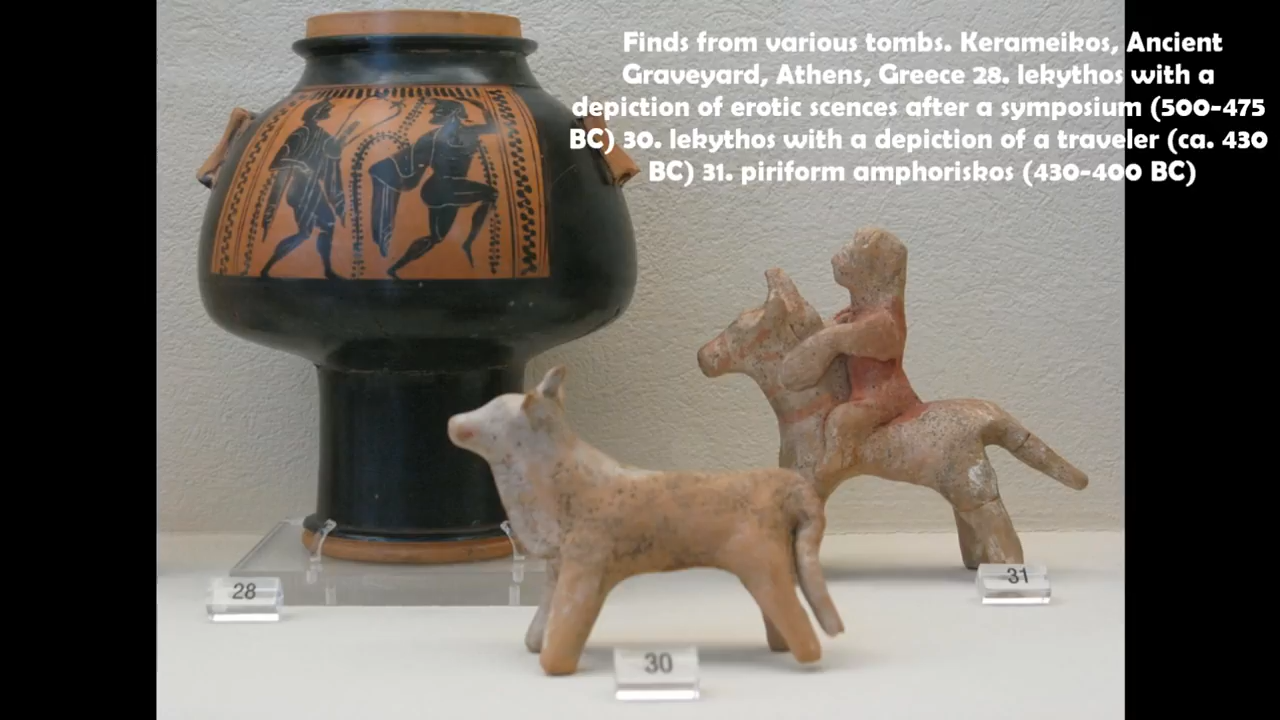 Finds from various tombs. Kerameikos, Ancient
Graveyard, Athens, Greece 28. lekythos with a
depiction of erotic scences after a symposium (500-475
BC) 30. lekythos with a depiction of a traveler (ca. 430
BC) 31. piriform amphoriskos (430-400 BC)
28
31
30